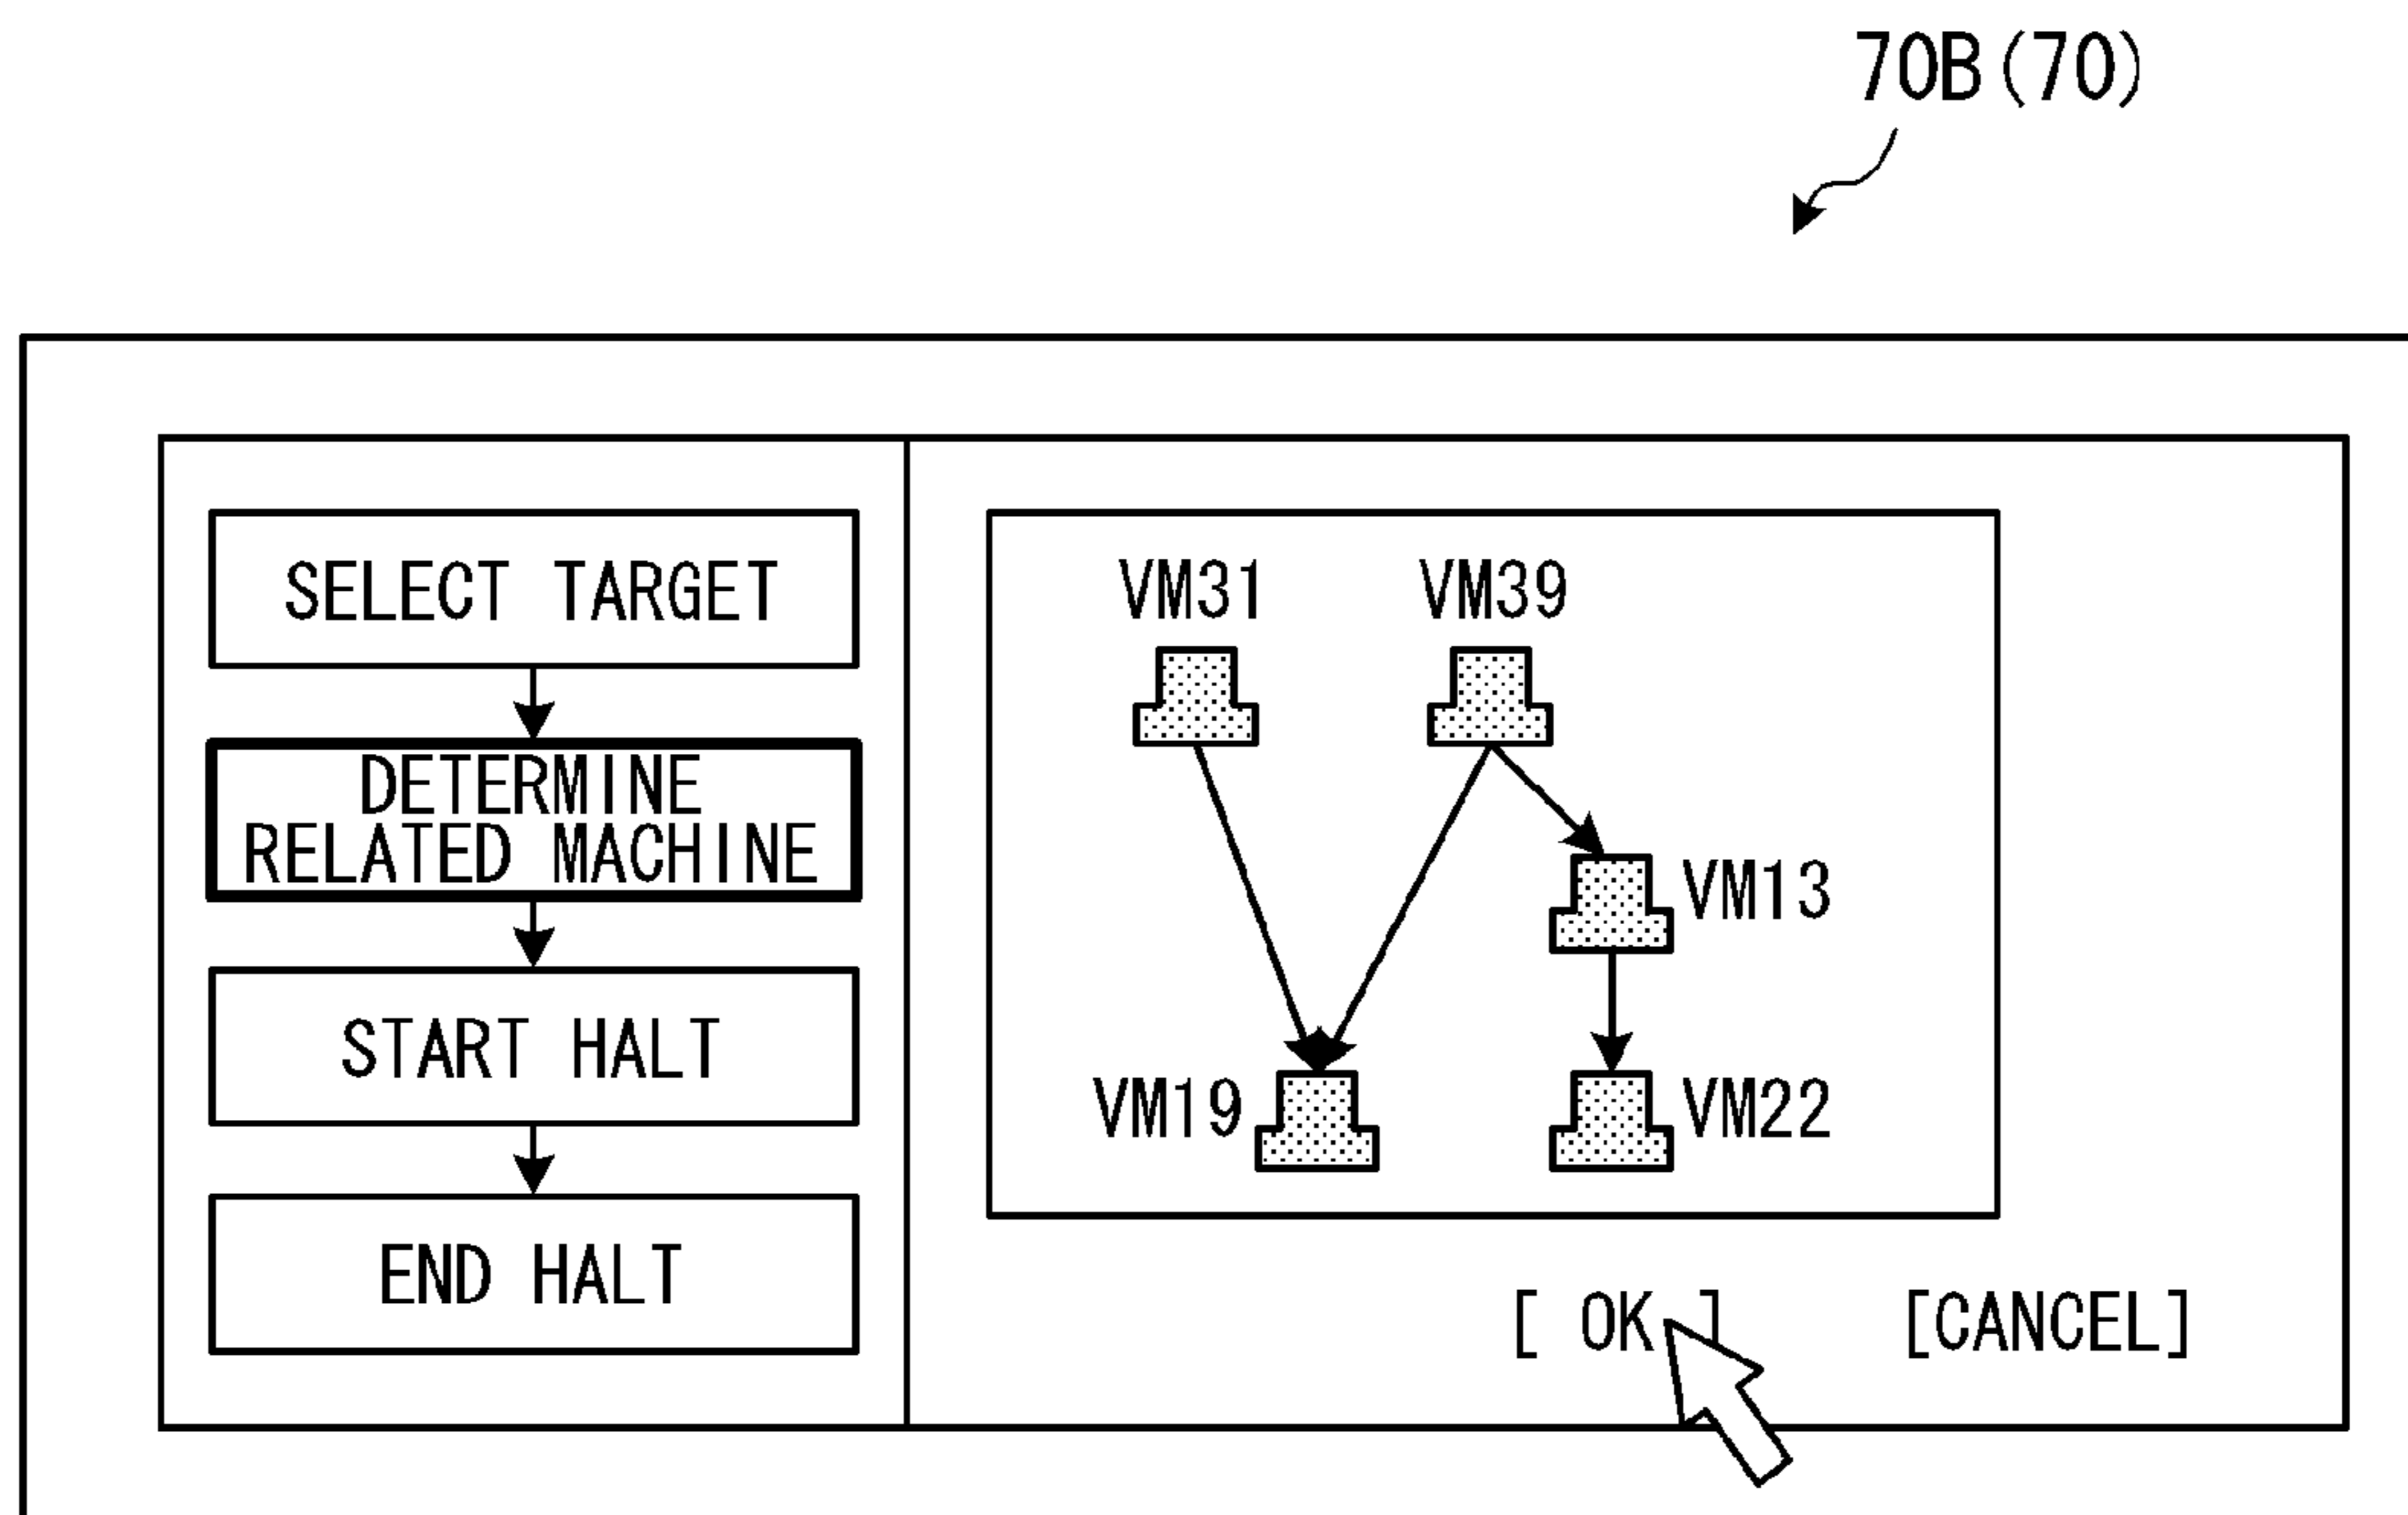 70B(70)
SELECT TARGET
DETERMINE
RELATED MACHINE
START HALT
END HALT
VM31
VM39
VM13
VM19
VM22
[ OK ]
[CANCEL]